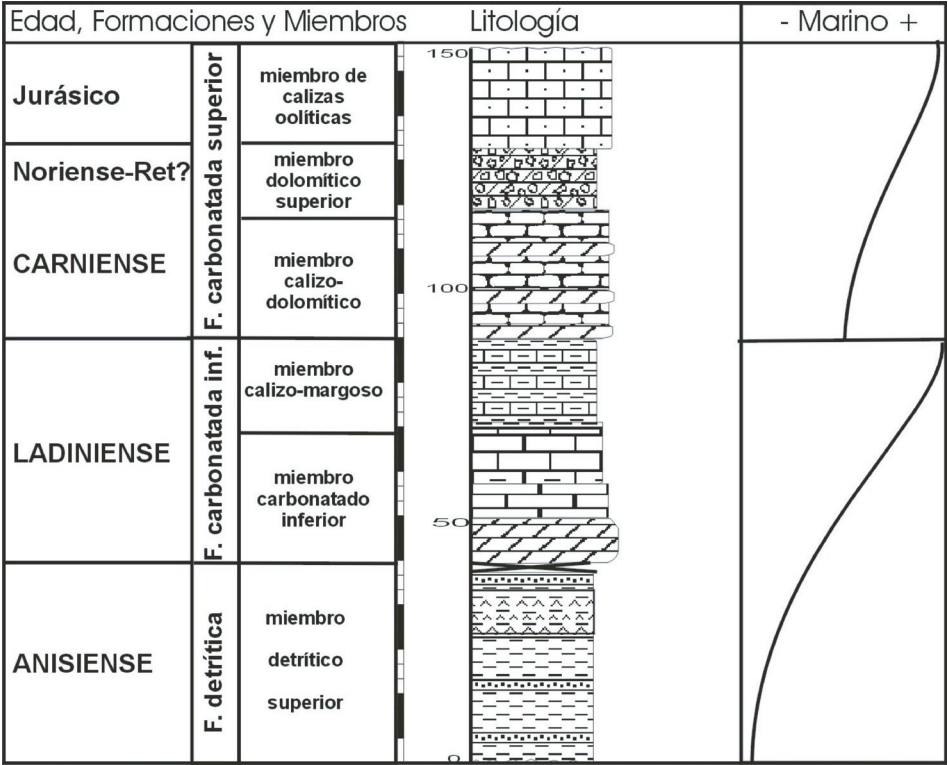 Edad, Formaciones y Miembros
Litología
- Marino +
Jurásico
Noriense-Ret?
CARNIENSE
LADINIENSE
ANISIENSE
F. carbonatada superior
F. carbonatada inf.
F. detrítica
miembro de
calizas
oolíticas
miembro
dolomítico
superior
miembro
calizo-
dolomítico
miembro
calizo-margoso
miembro
carbonatado
inferior
miembro
detrítico
superior
150
100
50
0